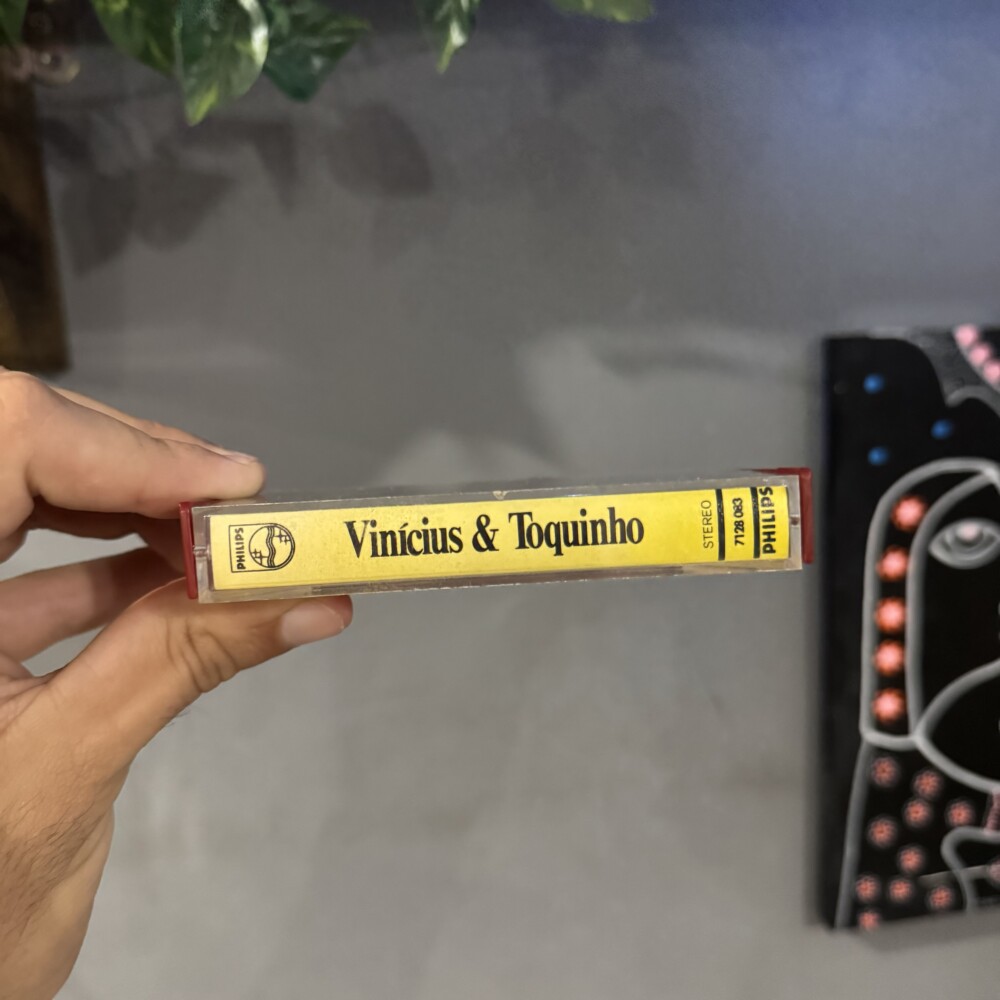 PHILIPS
Vinícius & Toquinho
STEREO
7128 083
PHILIPS